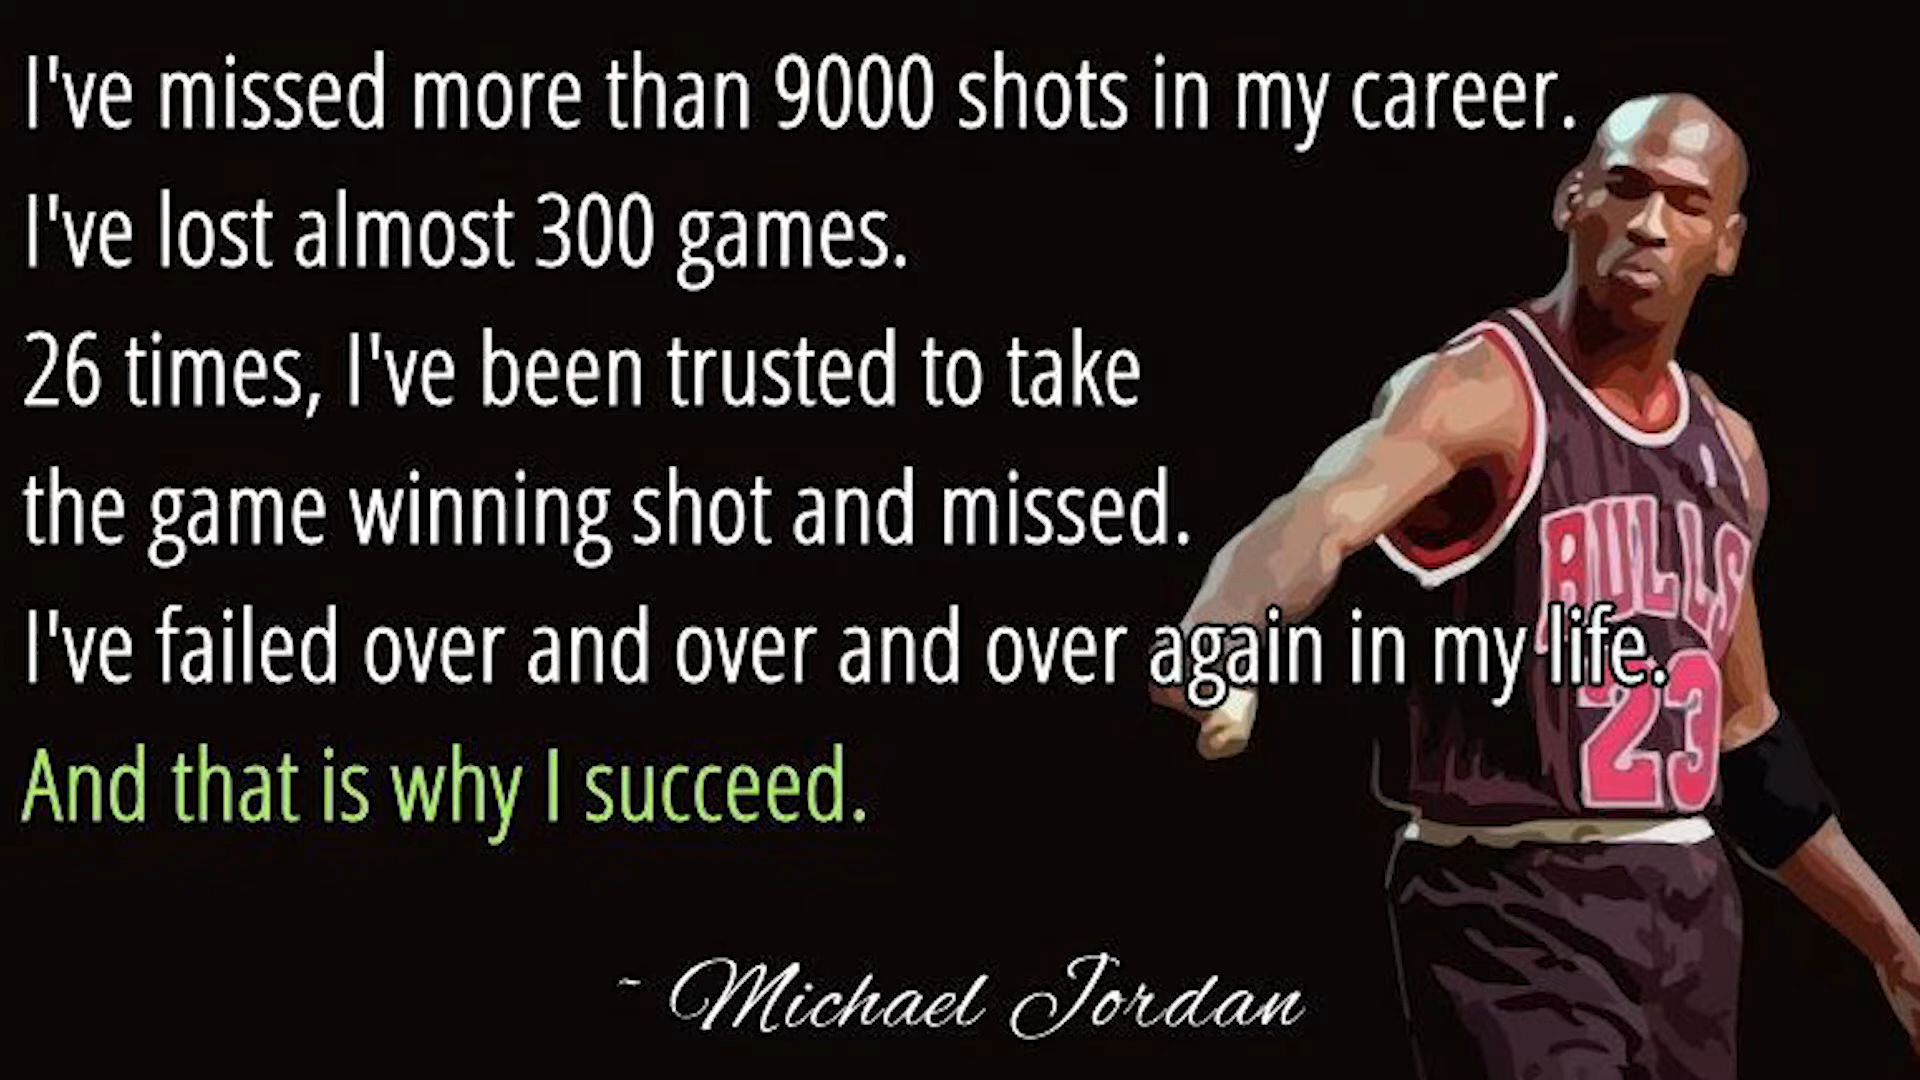 I've missed more than 9000 shots in my career.
I've lost almost 300 games.
26 times, I've been trusted to take
the game winning shot and missed.
I've failed over and over and over again in my life.
And that is why I succeed.
~ Michael Jordan
BULLS
23